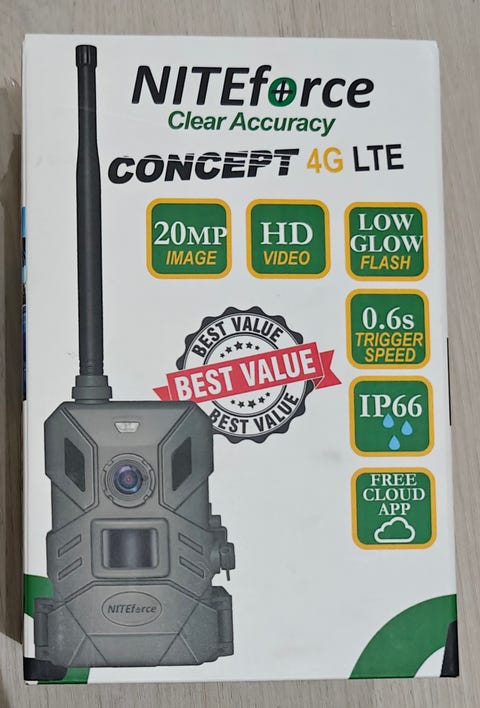 NITEforce
Clear Accuracy
CONCEPT 4G LTE
20MP
IMAGE
HD
VIDEO
LOW
GLOW
FLASH
0.6s
TRIGGER
SPEED
BEST VALUE
BEST VALUE
BEST VALUE
IP66
FREE
CLOUD
APP
NITEforce